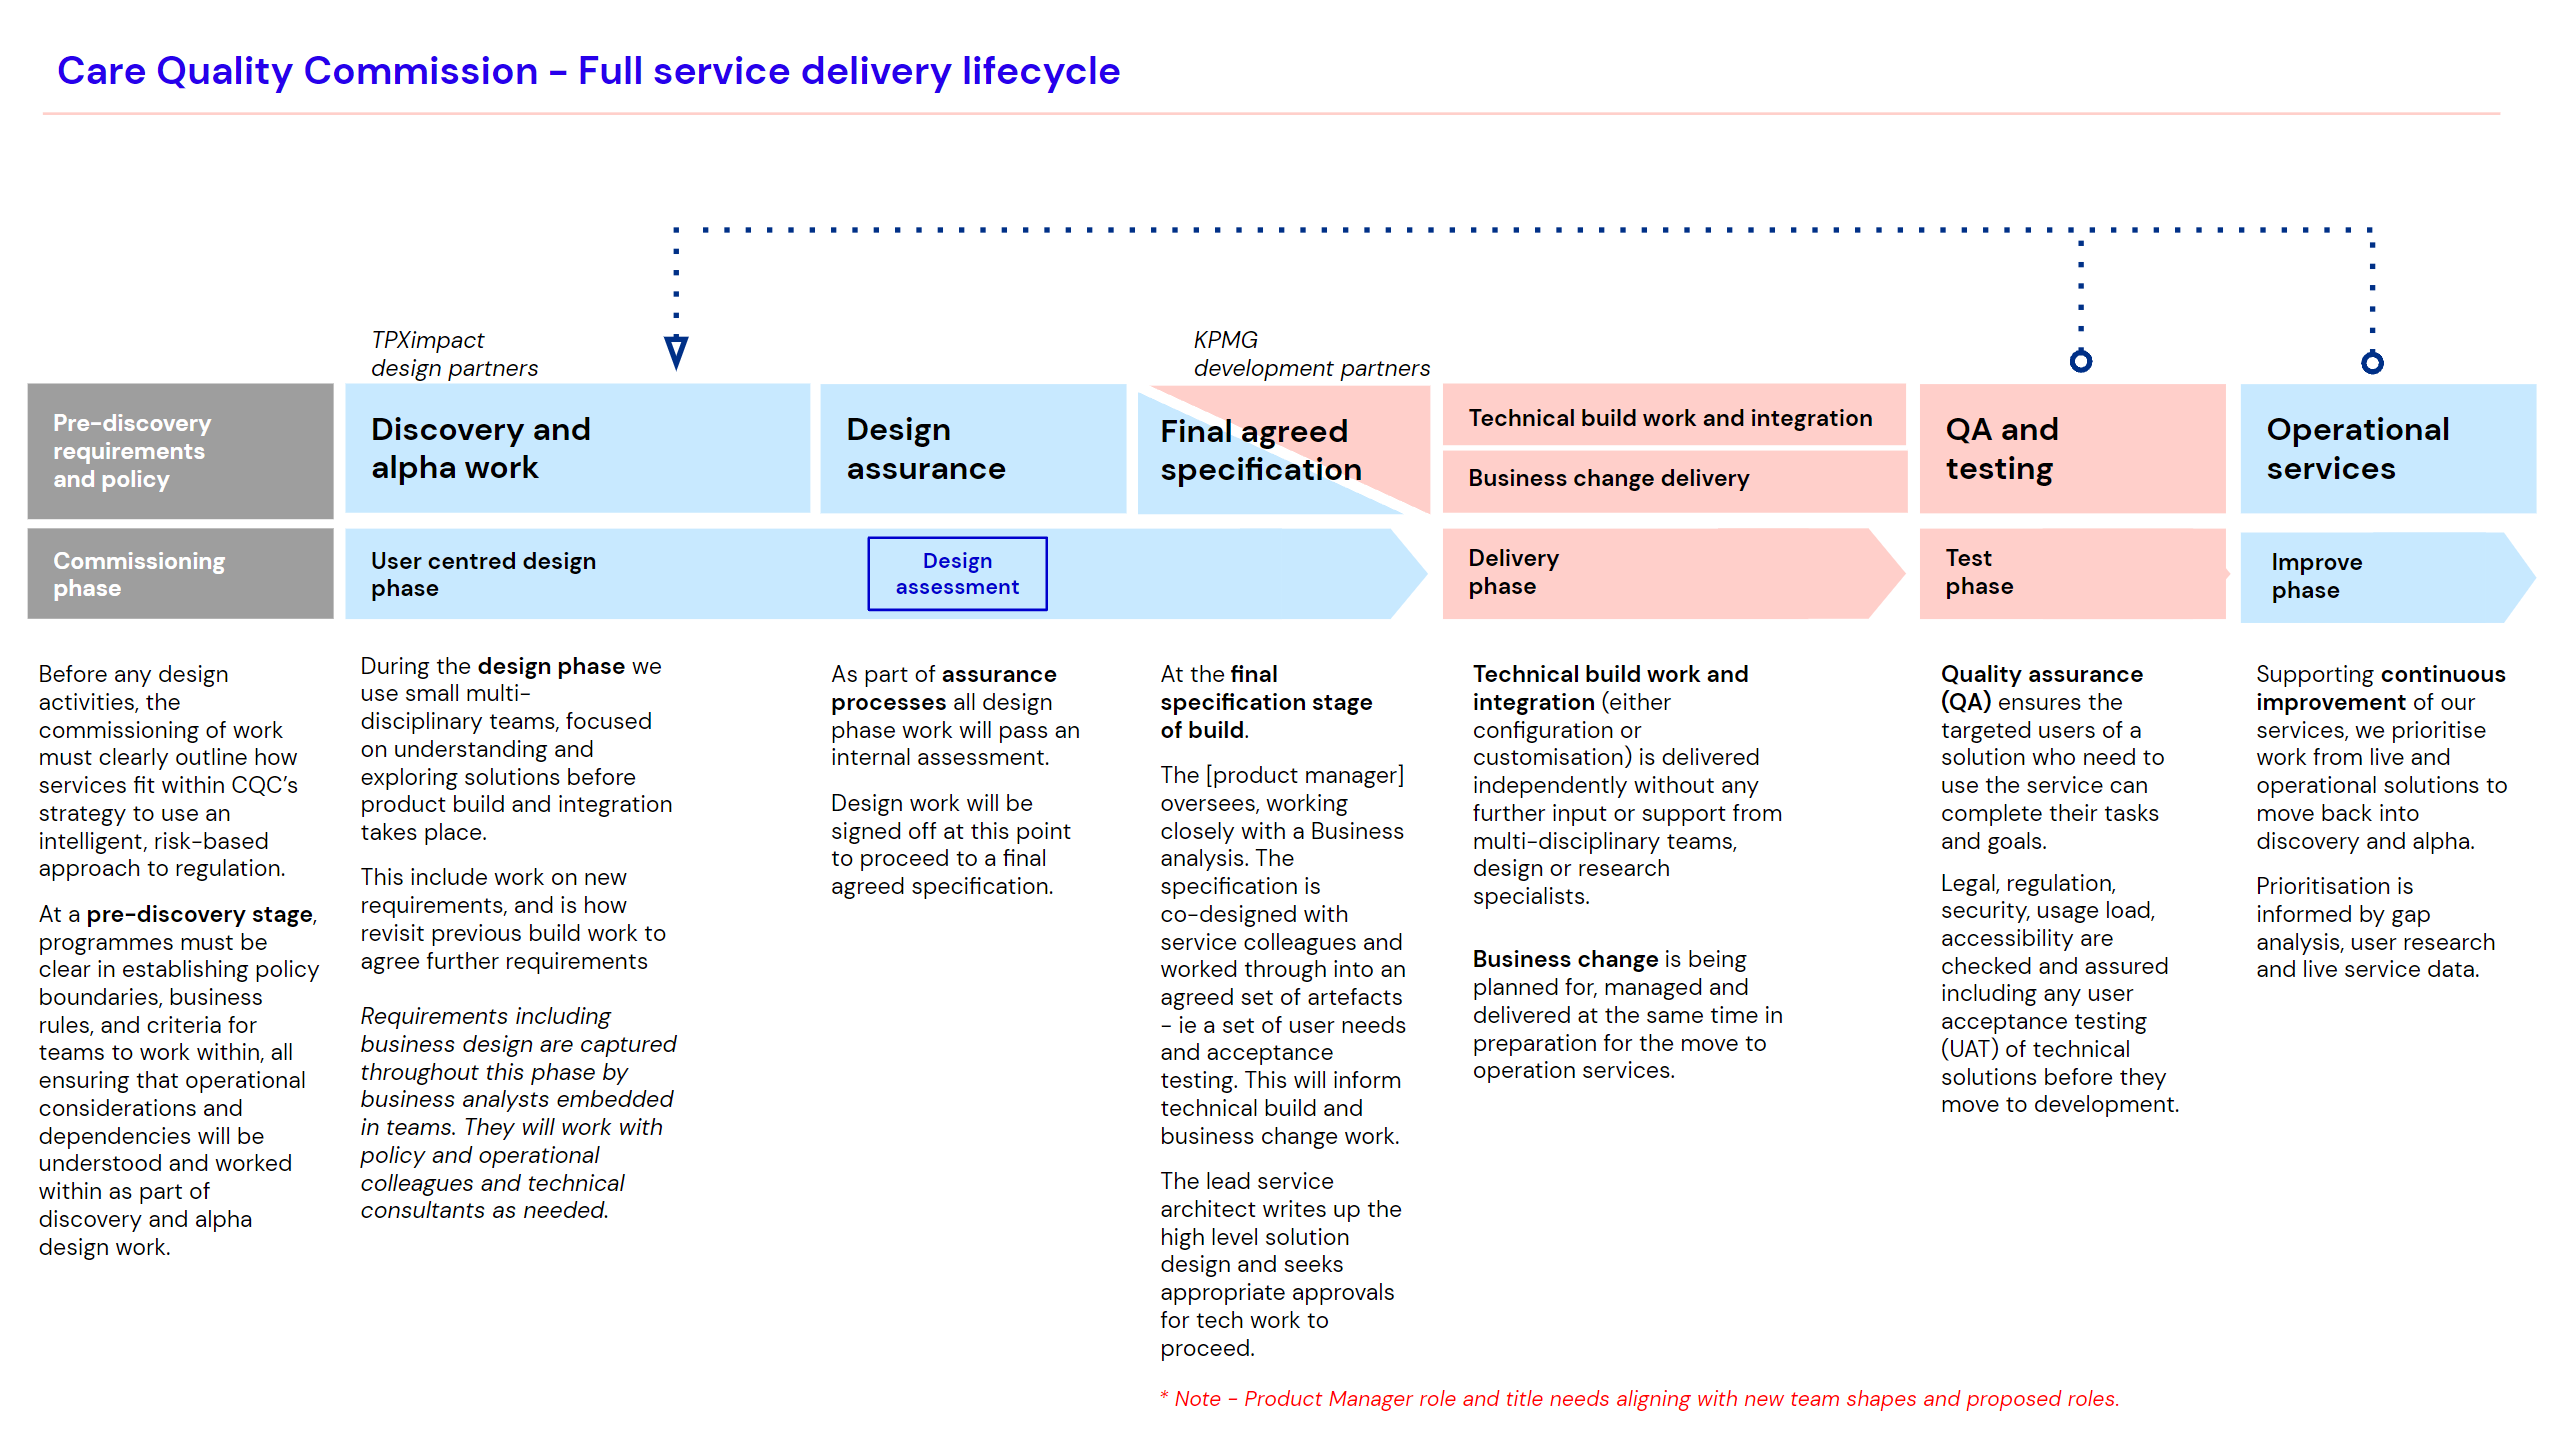 Care Quality Commission - Full service delivery lifecycle
TPXimpact
design partners
KPMG
development partners
Pre-discovery
requirements
and policy
Discovery and
alpha work
Design
assurance
Final agreed
specification
Technical build work and integration
Business change delivery
QA and
testing
Operational
services
Commissioning
phase
User centred design
phase
Design
assessment
Delivery
phase
Test
phase
Improve
phase
Before any design
activities, the
commissioning of work
must clearly outline how
services fit within CQC's
strategy to use an
intelligent, risk-based
approach to regulation.
At a pre-discovery stage,
programmes must be
clear in establishing policy
boundaries, business
rules, and criteria for
teams to work within, all
ensuring that operational
considerations and
dependencies will be
understood and worked
within as part of
discovery and alpha
design work.
During the design phase we
use small multi-
disciplinary teams, focused
on understanding and
exploring solutions before
product build and integration
takes place.
This include work on new
requirements, and is how
revisit previous build work to
agree further requirements
Requirements including
business design are captured
throughout this phase by
business analysts embedded
in teams. They will work with
policy and operational
colleagues and technical
consultants as needed.
As part of assurance
processes all design
phase work will pass an
internal assessment.
Design work will be
signed off at this point
to proceed to a final
agreed specification.
At the final
specification stage
of build.
The [product manager]
oversees, working
closely with a Business
analysis. The
specification is
co-designed with
service colleagues and
worked through into an
agreed set of artefacts
- ie a set of user needs
and acceptance
testing. This will inform
technical build and
business change work.
The lead service
architect writes up the
high level solution
design and seeks
appropriate approvals
for tech work to
proceed.
Technical build work and
integration (either
configuration or
customisation) is delivered
independently without any
further input or support from
multi-disciplinary teams,
design or research
specialists.
Business change is being
planned for, managed and
delivered at the same time in
preparation for the move to
operation services.
Quality assurance
(QA) ensures the
targeted users of a
solution who need to
use the service can
complete their tasks
and goals.
Legal, regulation,
security, usage load,
accessibility are
checked and assured
including any user
acceptance testing
(UAT) of technical
solutions before they
move to development.
Supporting continuous
improvement of our
services, we prioritise
work from live and
operational solutions to
move back into
discovery and alpha.
Prioritisation is
informed by gap
analysis, user research
and live service data.
* Note - Product Manager role and title needs aligning with new team shapes and proposed roles.